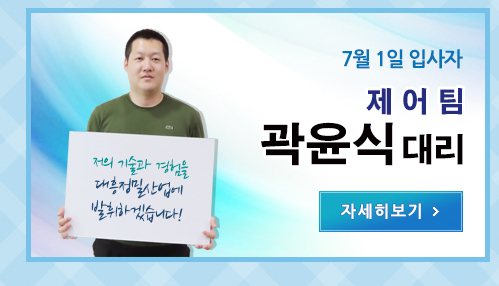 7월 1일 입사자
제 어 팀
곽윤식 대리
자세히보기 >
저의 기술과 경험을
대흥정밀산업에
발휘하겠습니다!